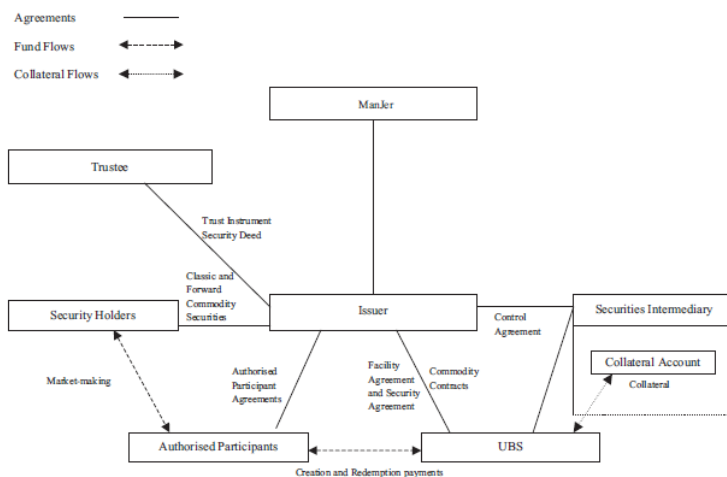 Agreements
Fund Flows
Collateral Flows
ManJer
Trustee
Trust Instrument
Security Deed
Classic and
Forward
Commodity
Securities
Security Holders
Issuer
Securities Intermediary
Control
Agreement
Collateral Account
Collateral
Market-making
Authorised
Participant
Agreements
Facility
Agreement
and Security
Agreement
Commodity
Contracts
Authorised Participants
UBS
Creation and Redemption payments